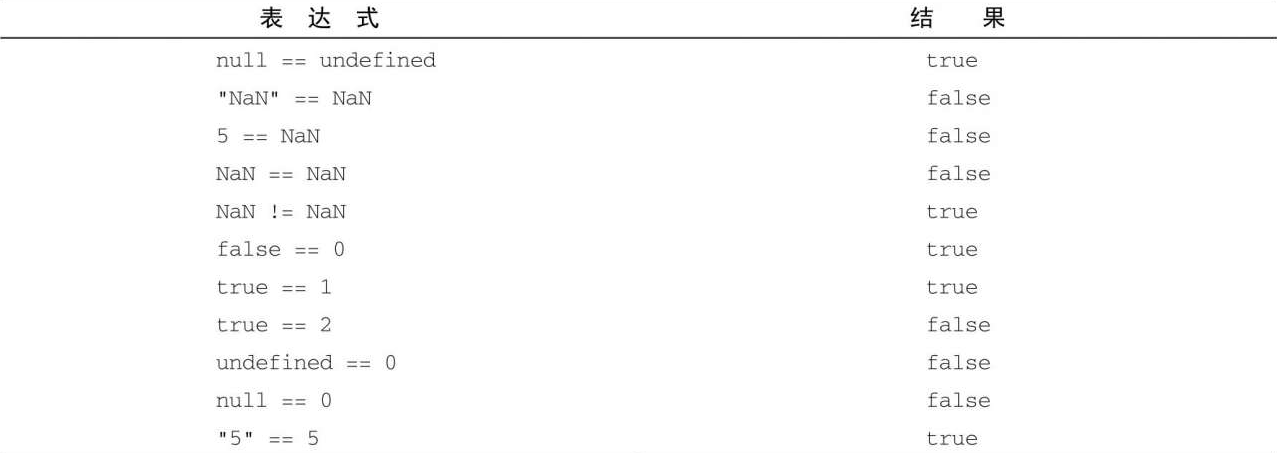 表 达 式 结 果
null == undefined true
"NaN" == NaN false
5 == NaN false
NaN == NaN false
NaN != NaN true
false == 0 true
true == 1 true
true == 2 false
undefined == 0 false
null == 0 false
"5" == 5 true